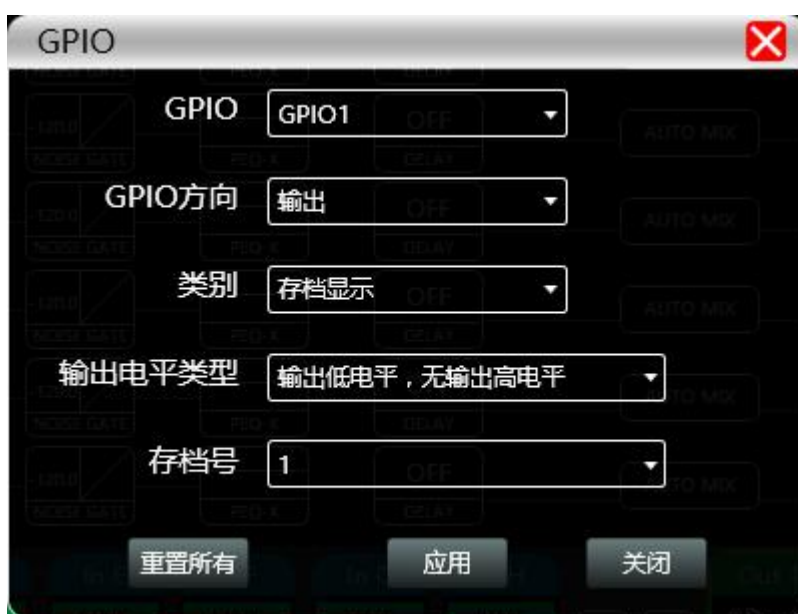 GPIO
GPIO GPIO1
GPIO方向 输出
类别 存档显示
输出电平类型 输出低电平，无输出高电平
存档号 1
重置所有 应用 关闭